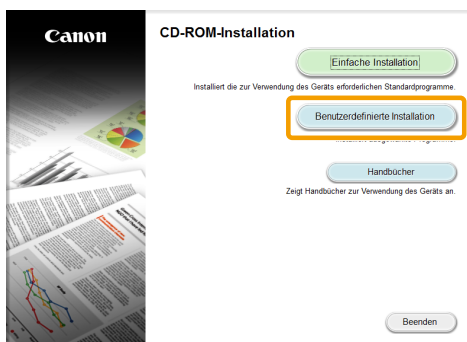 Canon
CD-ROM-Installation
Einfache Installation
Installiert die zur Verwendung des Geräts erforderlichen Standardprogramme.
Benutzerdefinierte Installation
Handbücher
Zeigt Handbücher zur Verwendung des Geräts an.
Beenden